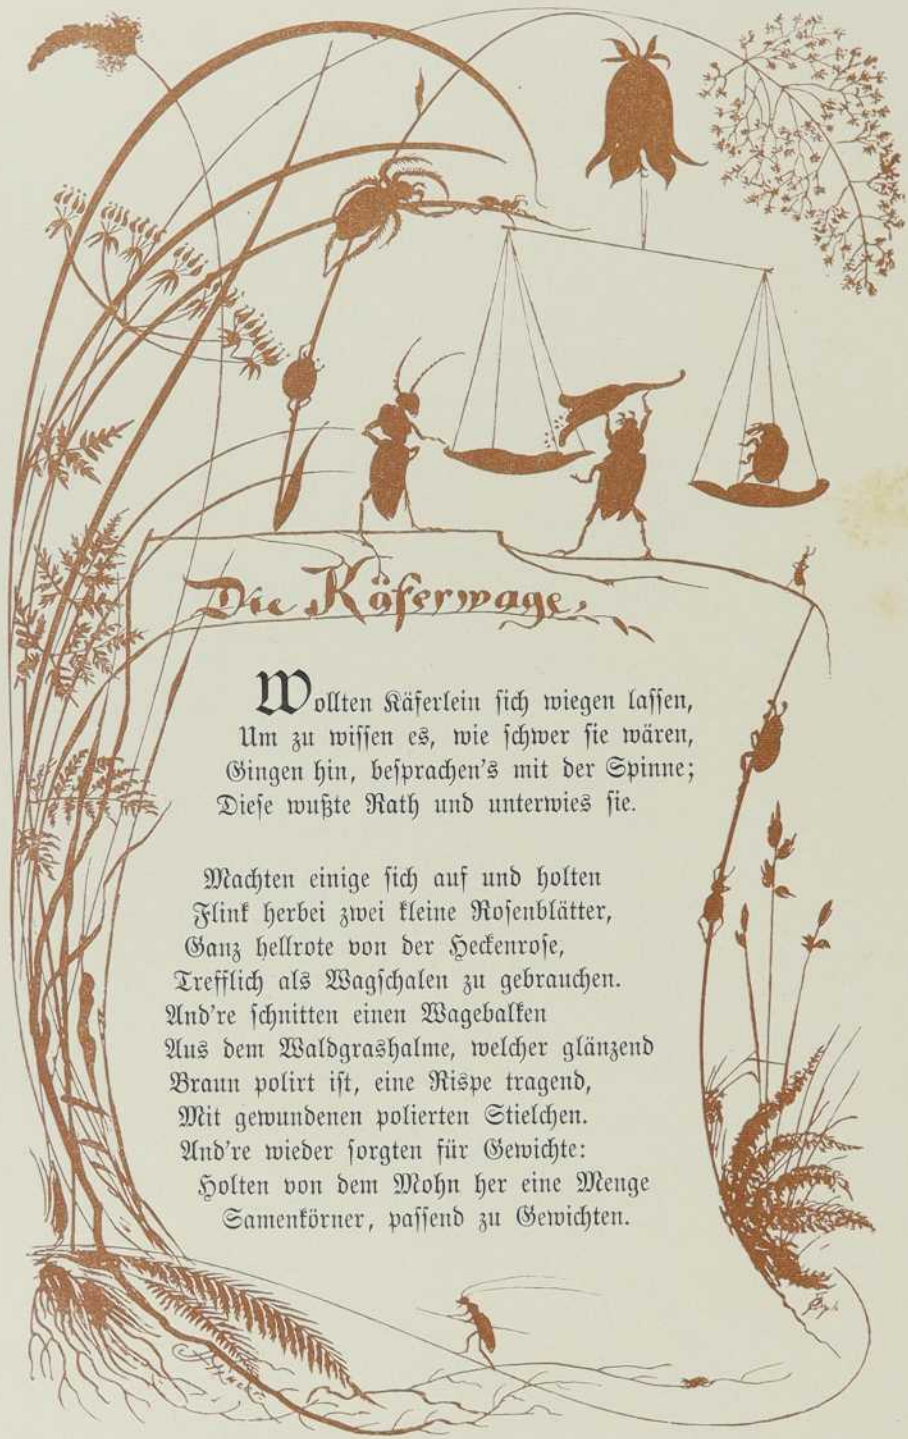 Die Käferwage.
Wollten Käferlein sich wiegen lassen,
Um zu wissen es, wie schwer sie wären,
Gingen hin, besprachen's mit der Spinne;
Diese wußte Rath und unterwies sie.
Machten einige sich auf und holten
Flink herbei zwei kleine Rosenblätter,
Ganz hellrote von der Heckenrose,
Trefflich als Wagschalen zu gebrauchen.
And're schnitten einen Wagebalken
Aus dem Waldgrashalme, welcher glänzend
Braun polirt ist, eine Rispe tragend,
Mit gewundenen polierten Stielchen.
And're wieder sorgten für Gewichte:
Holten von dem Mohn her eine Menge
Samenkörner, passend zu Gewichten.